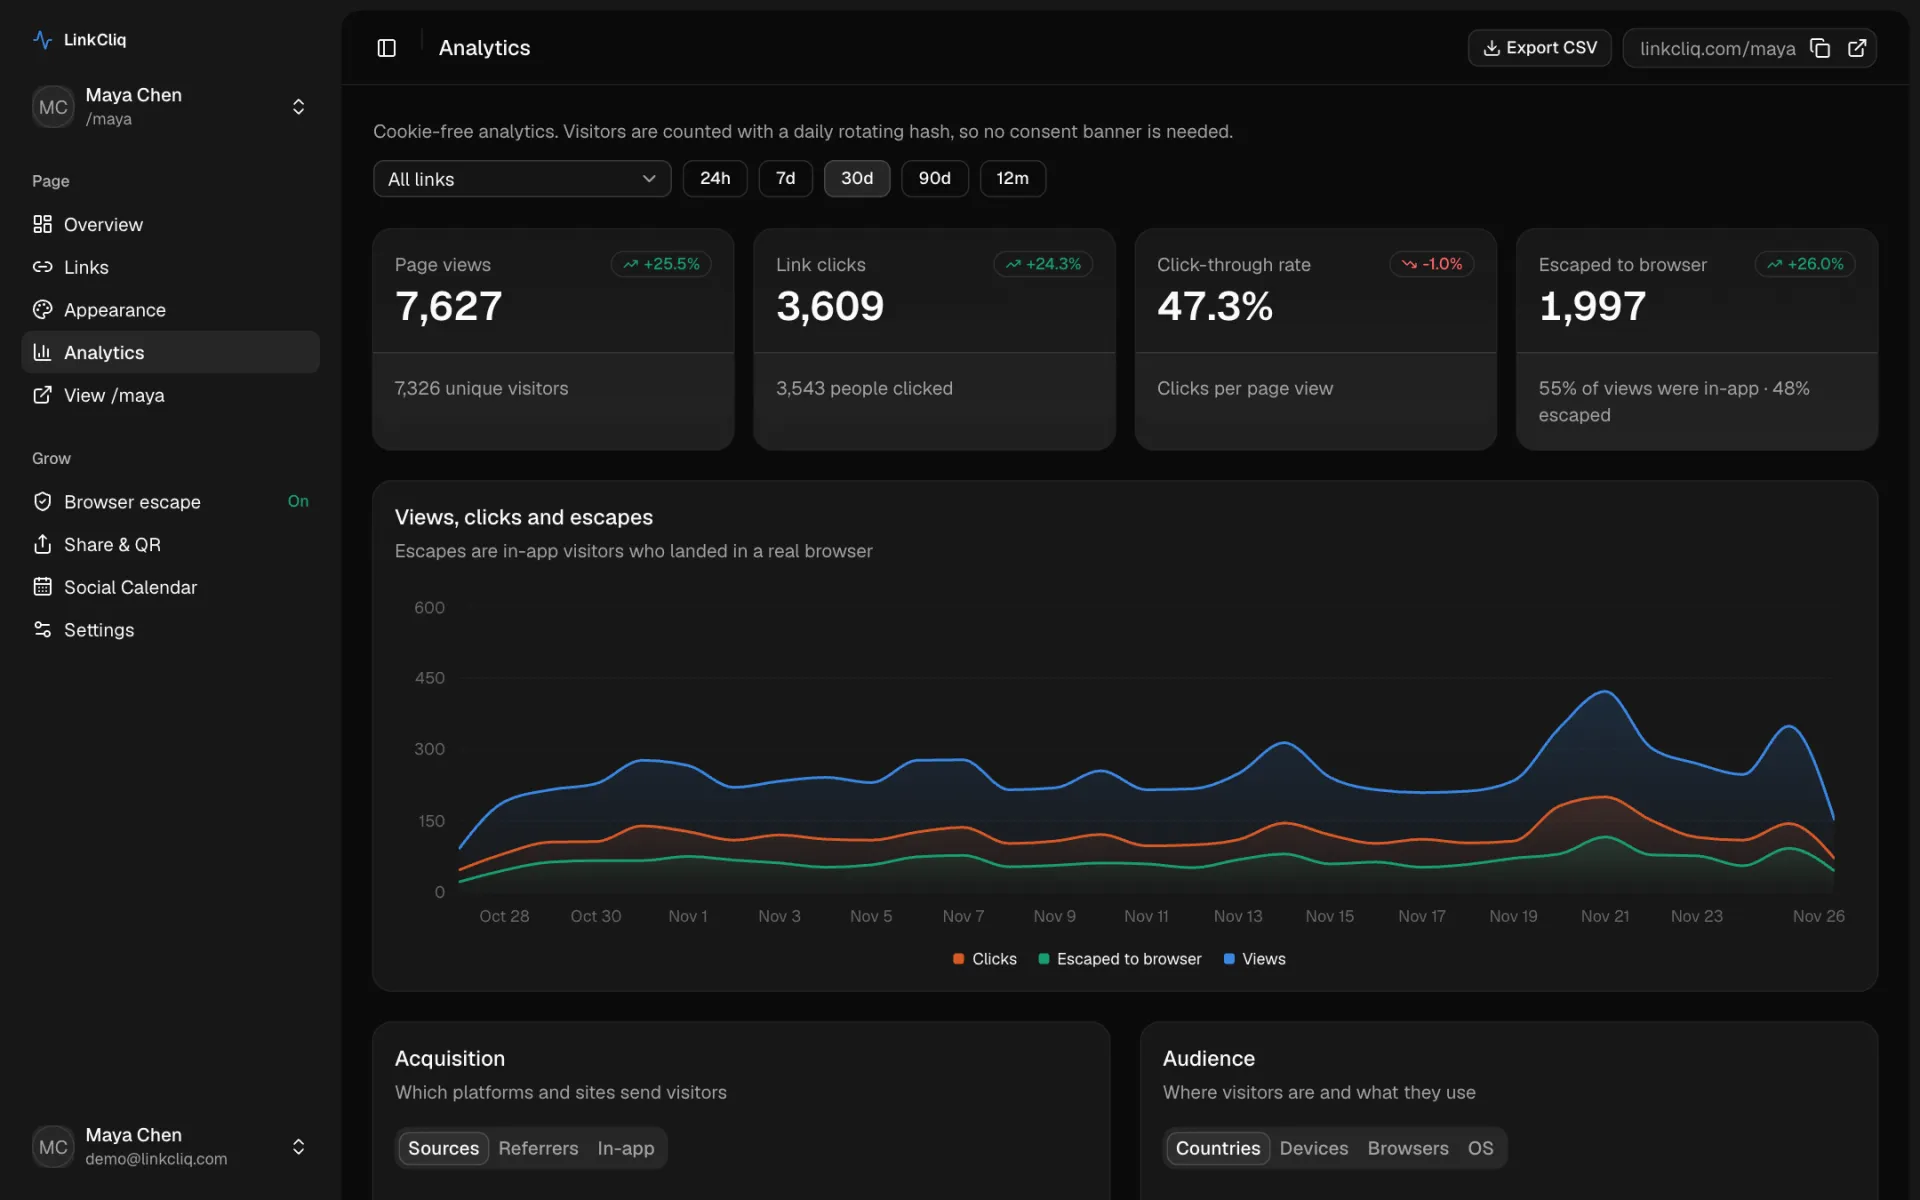 LinkCliq
MC
Maya Chen
/maya
Page
Overview
Links
Appearance
Analytics
View /maya
Grow
Browser escape
On
Share & QR
Social Calendar
Settings
MC
Maya Chen
demo@linkcliq.com
Analytics
Export CSV
linkcliq.com/maya
Cookie-free analytics. Visitors are counted with a daily rotating hash, so no consent banner is needed.
All links
24h
7d
30d
90d
12m
Page views
+25.5%
7,627
7,326 unique visitors
Link clicks
+24.3%
3,609
3,543 people clicked
Click-through rate
-1.0%
47.3%
Clicks per page view
Escaped to browser
+26.0%
1,997
55% of views were in-app · 48%
escaped
Views, clicks and escapes
Escapes are in-app visitors who landed in a real browser
600
450
300
150
0
Oct 28
Oct 30
Nov 1
Nov 3
Nov 5
Nov 7
Nov 9
Nov 11
Nov 13
Nov 15
Nov 17
Nov 19
Nov 21
Nov 23
Nov 26
Clicks
Escaped to browser
Views
Acquisition
Which platforms and sites send visitors
Sources
Referrers
In-app
Audience
Where visitors are and what they use
Countries
Devices
Browsers
OS